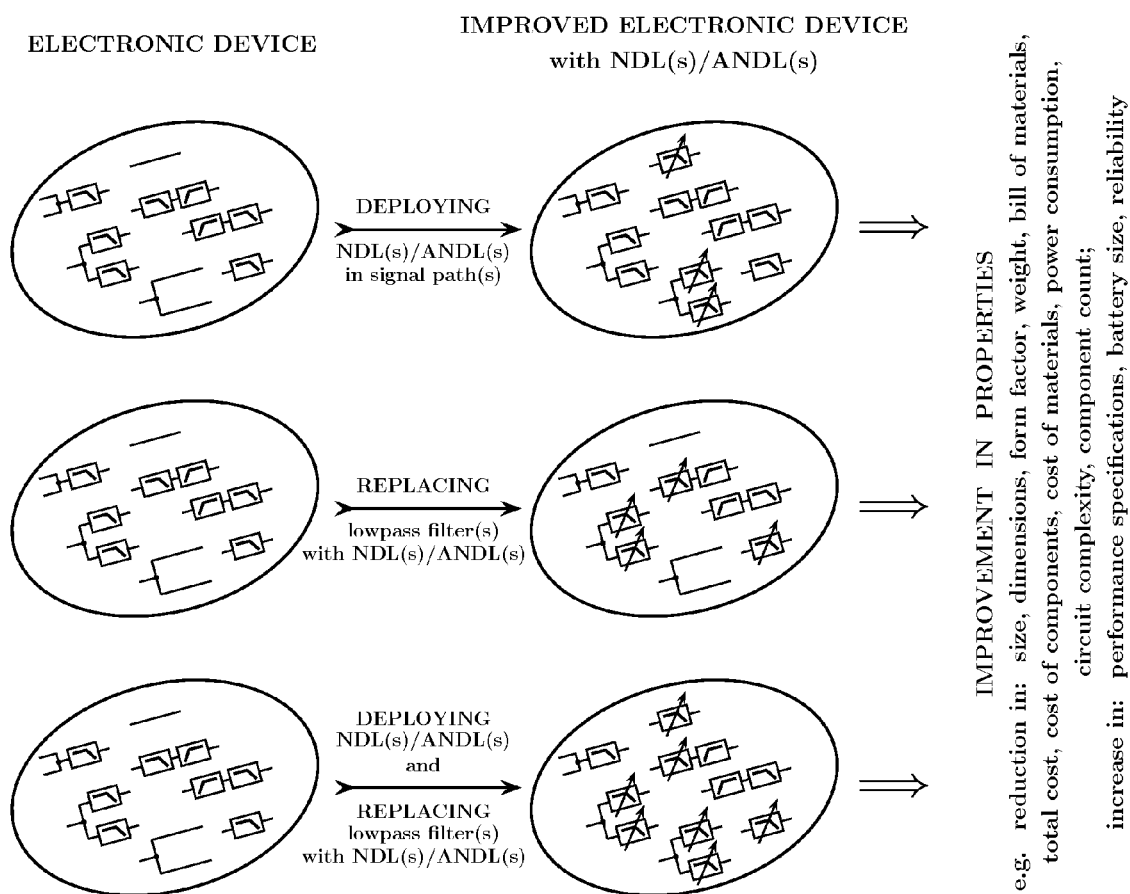 ELECTRONIC DEVICE
IMPROVED ELECTRONIC DEVICE
with NDL(s)/ANDL(s)
DEPLOYING
NDL(s)/ANDL(s)
in signal path(s)
REPLACING
lowpass filter(s)
with NDL(s)/ANDL(s)
DEPLOYING
NDL(s)/ANDL(s)
and
REPLACING
lowpass filter(s)
with NDL(s)/ANDL(s)
IMPROVEMENT IN PROPERTIES
e.g. reduction in: size, dimensions, form factor, weight, bill of materials,
total cost, cost of components, cost of materials, power consumption,
circuit complexity, component count;
increase in: performance specifications, battery size, reliability